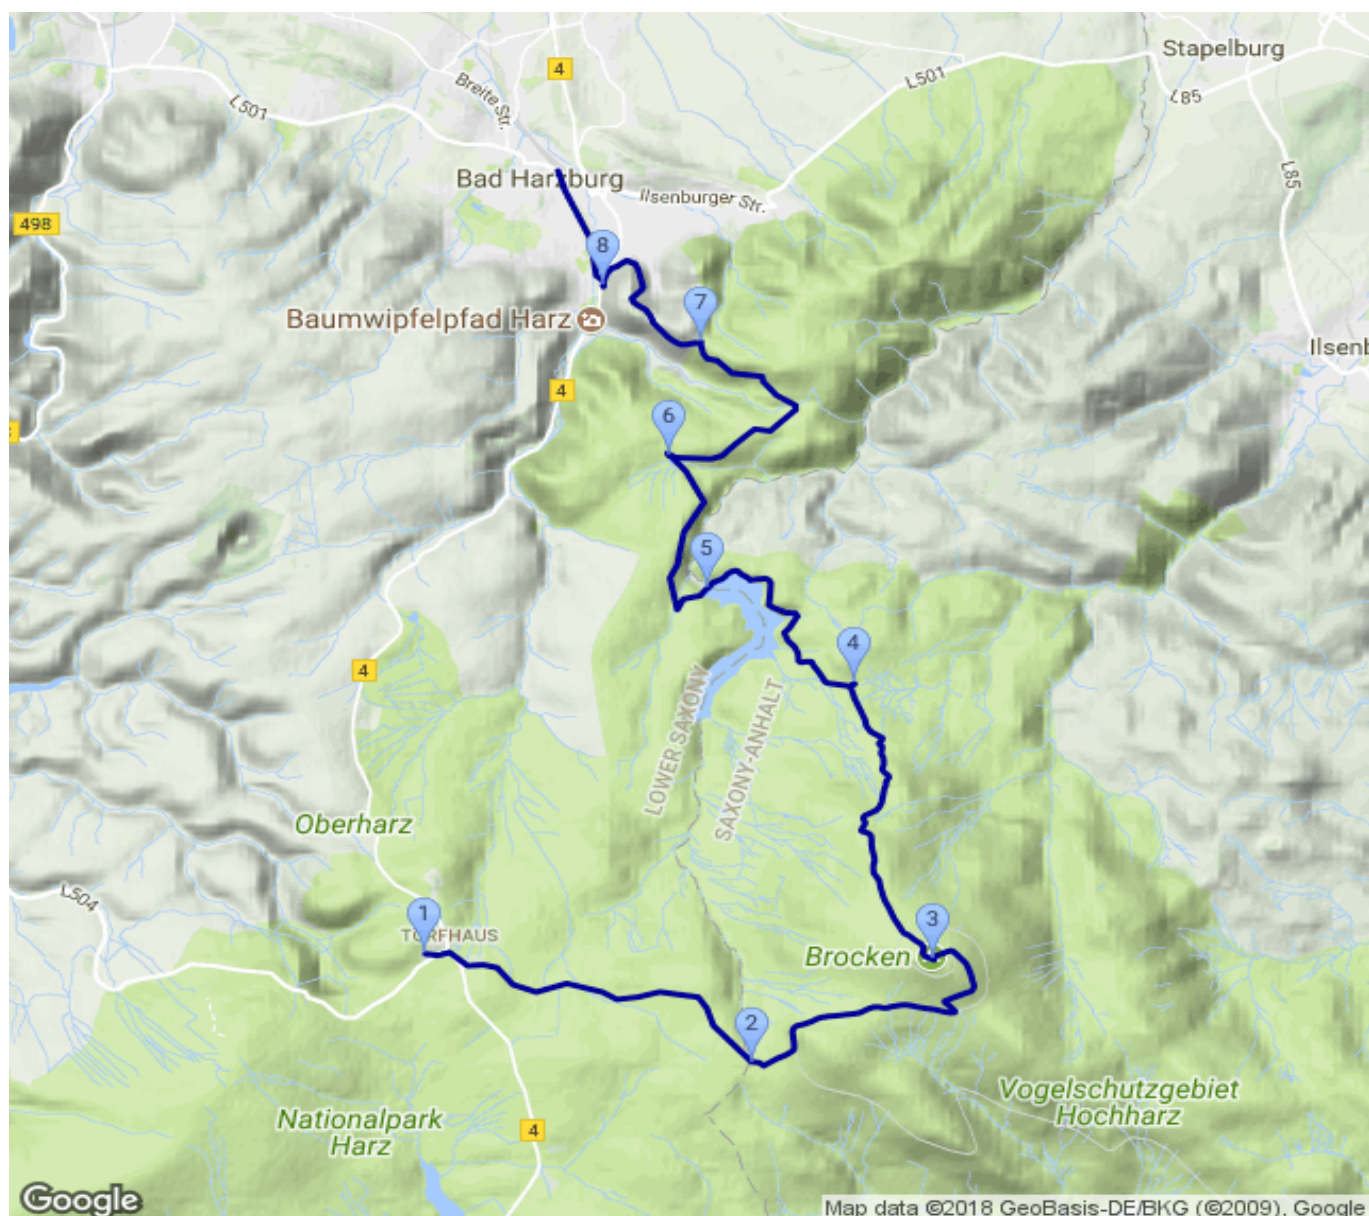 Stapelburg
4
Breite Str.
L501
L501
L85
L85
Bad Harzburg
Ilsenburger Str.
498
8
7
Baumwipfelpfad Harz
4
6
5
4
4
LOWER SAXONY
SAXONY-ANHALT
Oberharz
L504
1
TORFHAUS
3
Brocken
2
Vogelschutzgebiet
Hochharz
Nationalpark
Harz
4
Google
Map data ©2018 GeoBasis-DE/BKG (©2009), Google